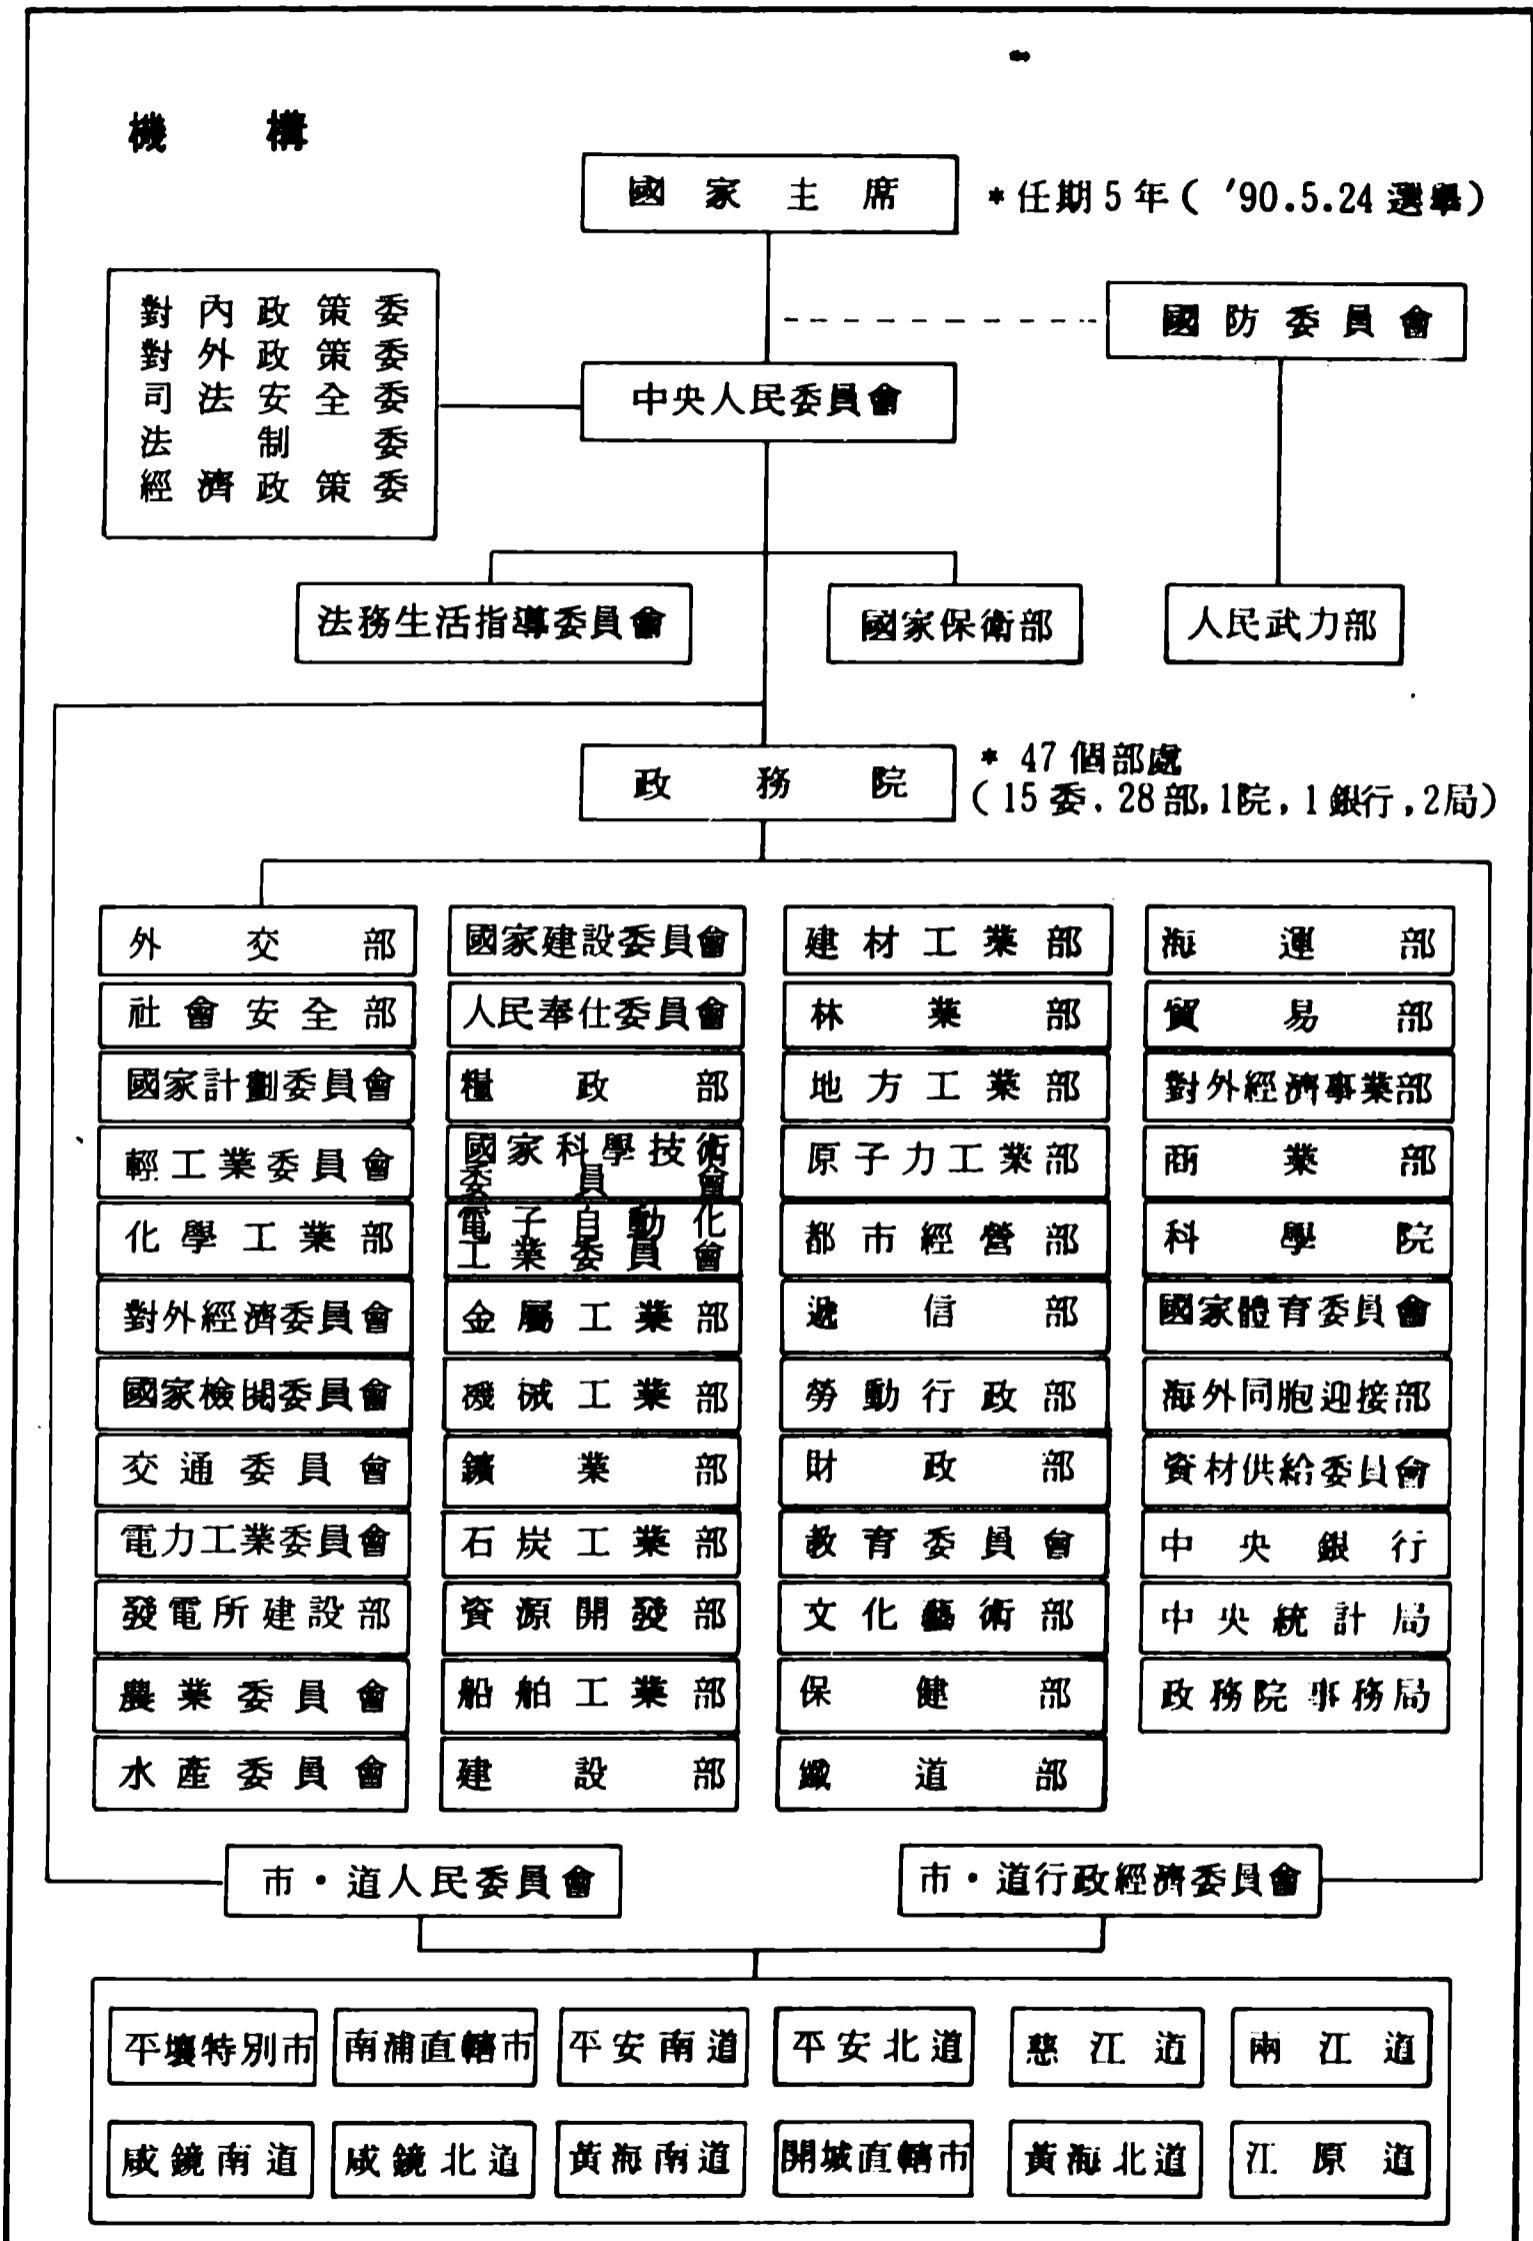 機構
國家主席
*任期5年( '90.5.24 選擧)
對內政策委
對外政策委
司法安全委
法制委
經濟政策委
國防委員會
中央人民委員會
法務生活指導委員會
國家保衛部
人民武力部
政務院
* 47個部處
(15委.28部,1院,1銀行,2局)
外交部
國家建設委員會
建材工業部
海運部
社會安全部
人民奉仕委員會
林業部
貿易部
國家計劃委員會
糧政部
地方工業部
對外經濟事業部
輕工業委員會
國家科學技術
委員會
原子力工業部
商業部
化學工業部
電子自動化
工業委員會
都市經營部
科學院
對外經濟委員會
金屬工業部
遞信部
國家體育委員會
國家檢閱委員會
機械工業部
勞動行政部
海外同胞迎接部
交通委員會
鑛業部
財政部
資材供給委員會
電力工業委員會
石炭工業部
敎育委員會
中央銀行
發電所建設部
資源開發部
文化藝術部
中央統計局
農業委員會
船舶工業部
保健部
政務院事務局
水產委員會
建設部
鐵道部
市・道人民委員會
市・道行政經濟委員會
平壤特別市
南浦直轄市
平安南道
平安北道
慈江道
兩江道
咸鏡南道
咸鏡北道
黃海南道
開城直轄市
黃海北道
江原道